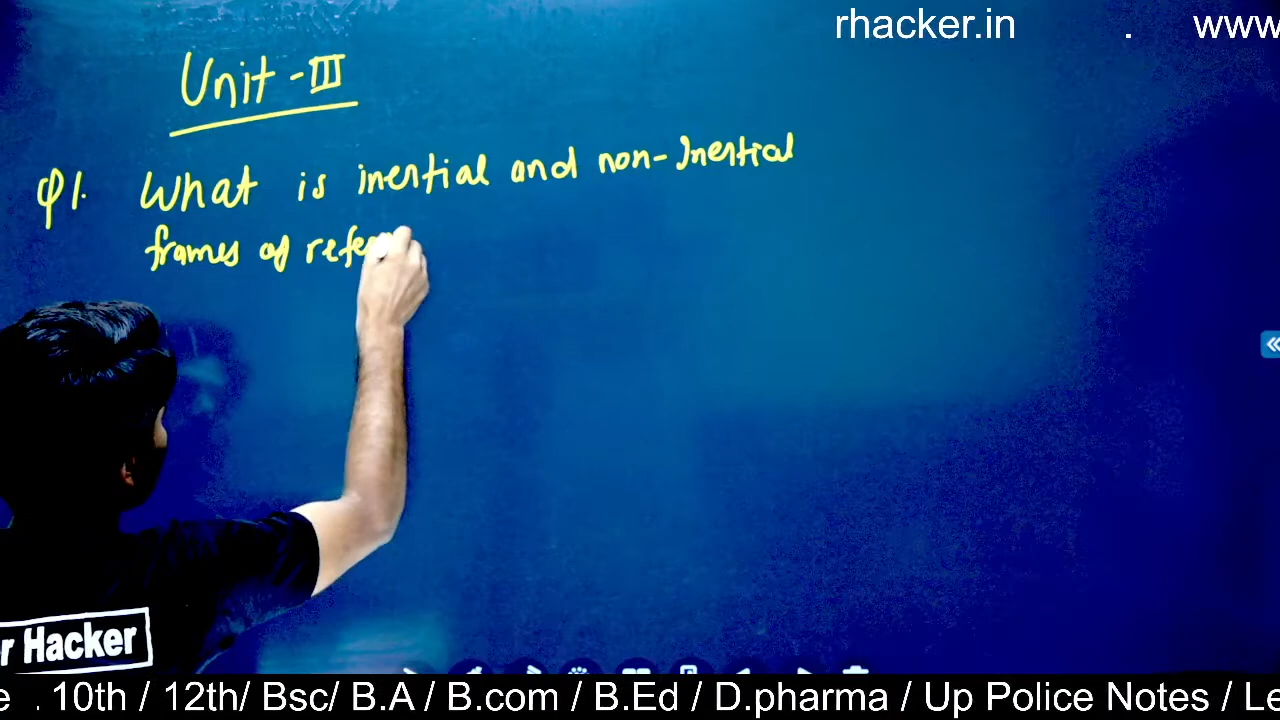 rhacker.in . www
Unit-III
Q1. What is inertial and non-Inertial
frames of refe
r Hacker
e . 10th / 12th/ Bsc/ B.A / B.com / B.Ed / D.pharma / Up Police Notes / Le